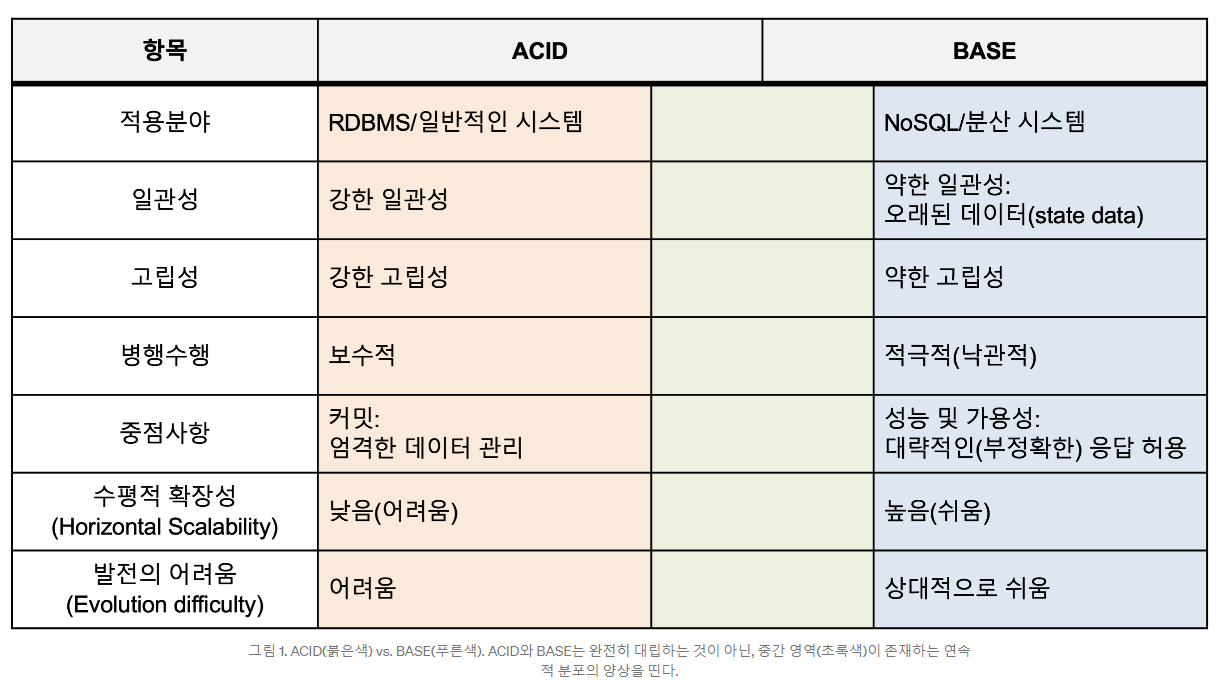 항목 ACID BASE
적용분야 RDBMS/일반적인 시스템 NoSQL/분산 시스템
일관성 강한 일관성 약한 일관성:
오래된 데이터(state data)
고립성 강한 고립성 약한 고립성
병행수행 보수적 적극적(낙관적)
중점사항 커밋:
엄격한 데이터 관리 성능 및 가용성:
대략적인(부정확한) 응답 허용
수평적 확장성
(Horizontal Scalability) 낮음(어려움) 높음(쉬움)
발전의 어려움
(Evolution difficulty) 어려움 상대적으로 쉬움
그림 1. ACID(붉은색) vs. BASE(푸른색). ACID와 BASE는 완전히 대립하는 것이 아닌, 중간 영역(초록색)이 존재하는 연속
적 분포의 양상을 띤다.